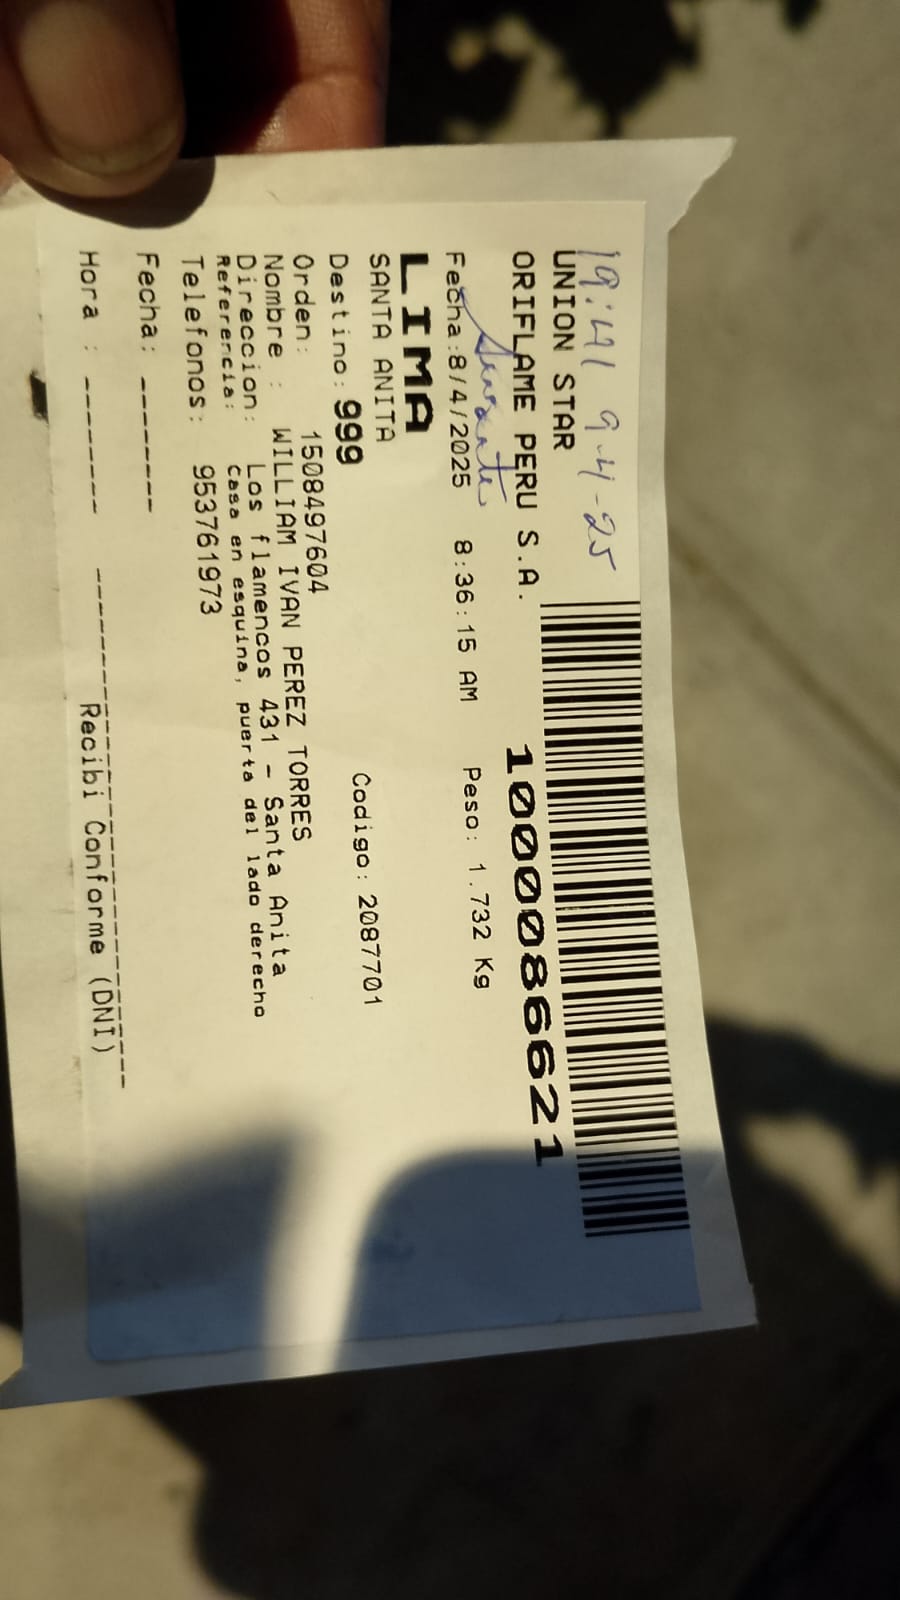 19:41 9-4-25
UNION STAR
ORIFLAME PERU S.A.
10000866621
Ausente
Fecha:8/4/2025 8:36:15 AM Peso: 1.732 Kg
LIMA
SANTA ANITA
Destino: 999 Codigo: 2087701
Orden: 1508497604
Nombre : WILLIAM IVAN PEREZ TORRES
Direccion: Los flamencos 431 - Santa Anita
Referencia: Casa en esquina, puerta del lado derecho
Telefonos: 953761973
Fecha: -------
Hora : ------- Recibi Conforme (DNI)